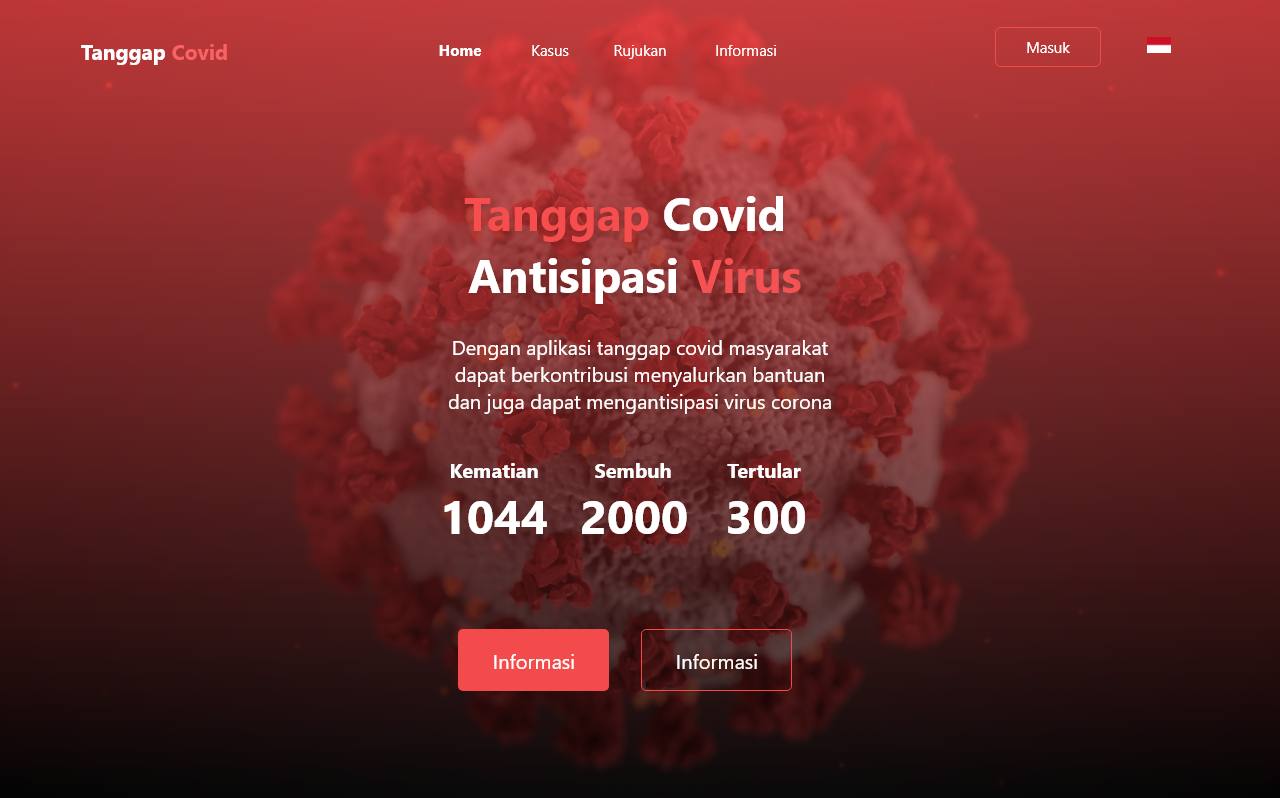 Tanggap Covid
Home Kasus Rujukan Informasi
Masuk
Tanggap Covid
Antisipasi Virus
Dengan aplikasi tanggap covid masyarakat
dapat berkontribusi menyalurkan bantuan
dan juga dapat mengantisipasi virus corona
Kematian Sembuh Tertular
1044 2000 300
Informasi Informasi